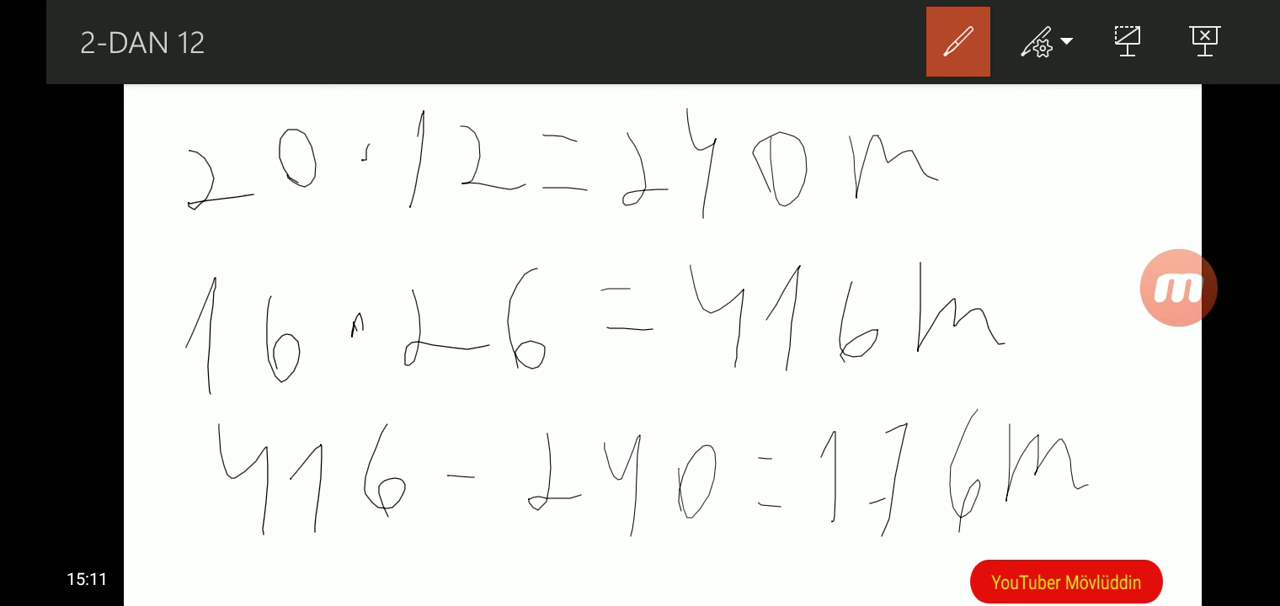 2-DAN 12
20·12=240m
16·26=416m
416-240=176m
15:11
YouTuber Mövlüddin